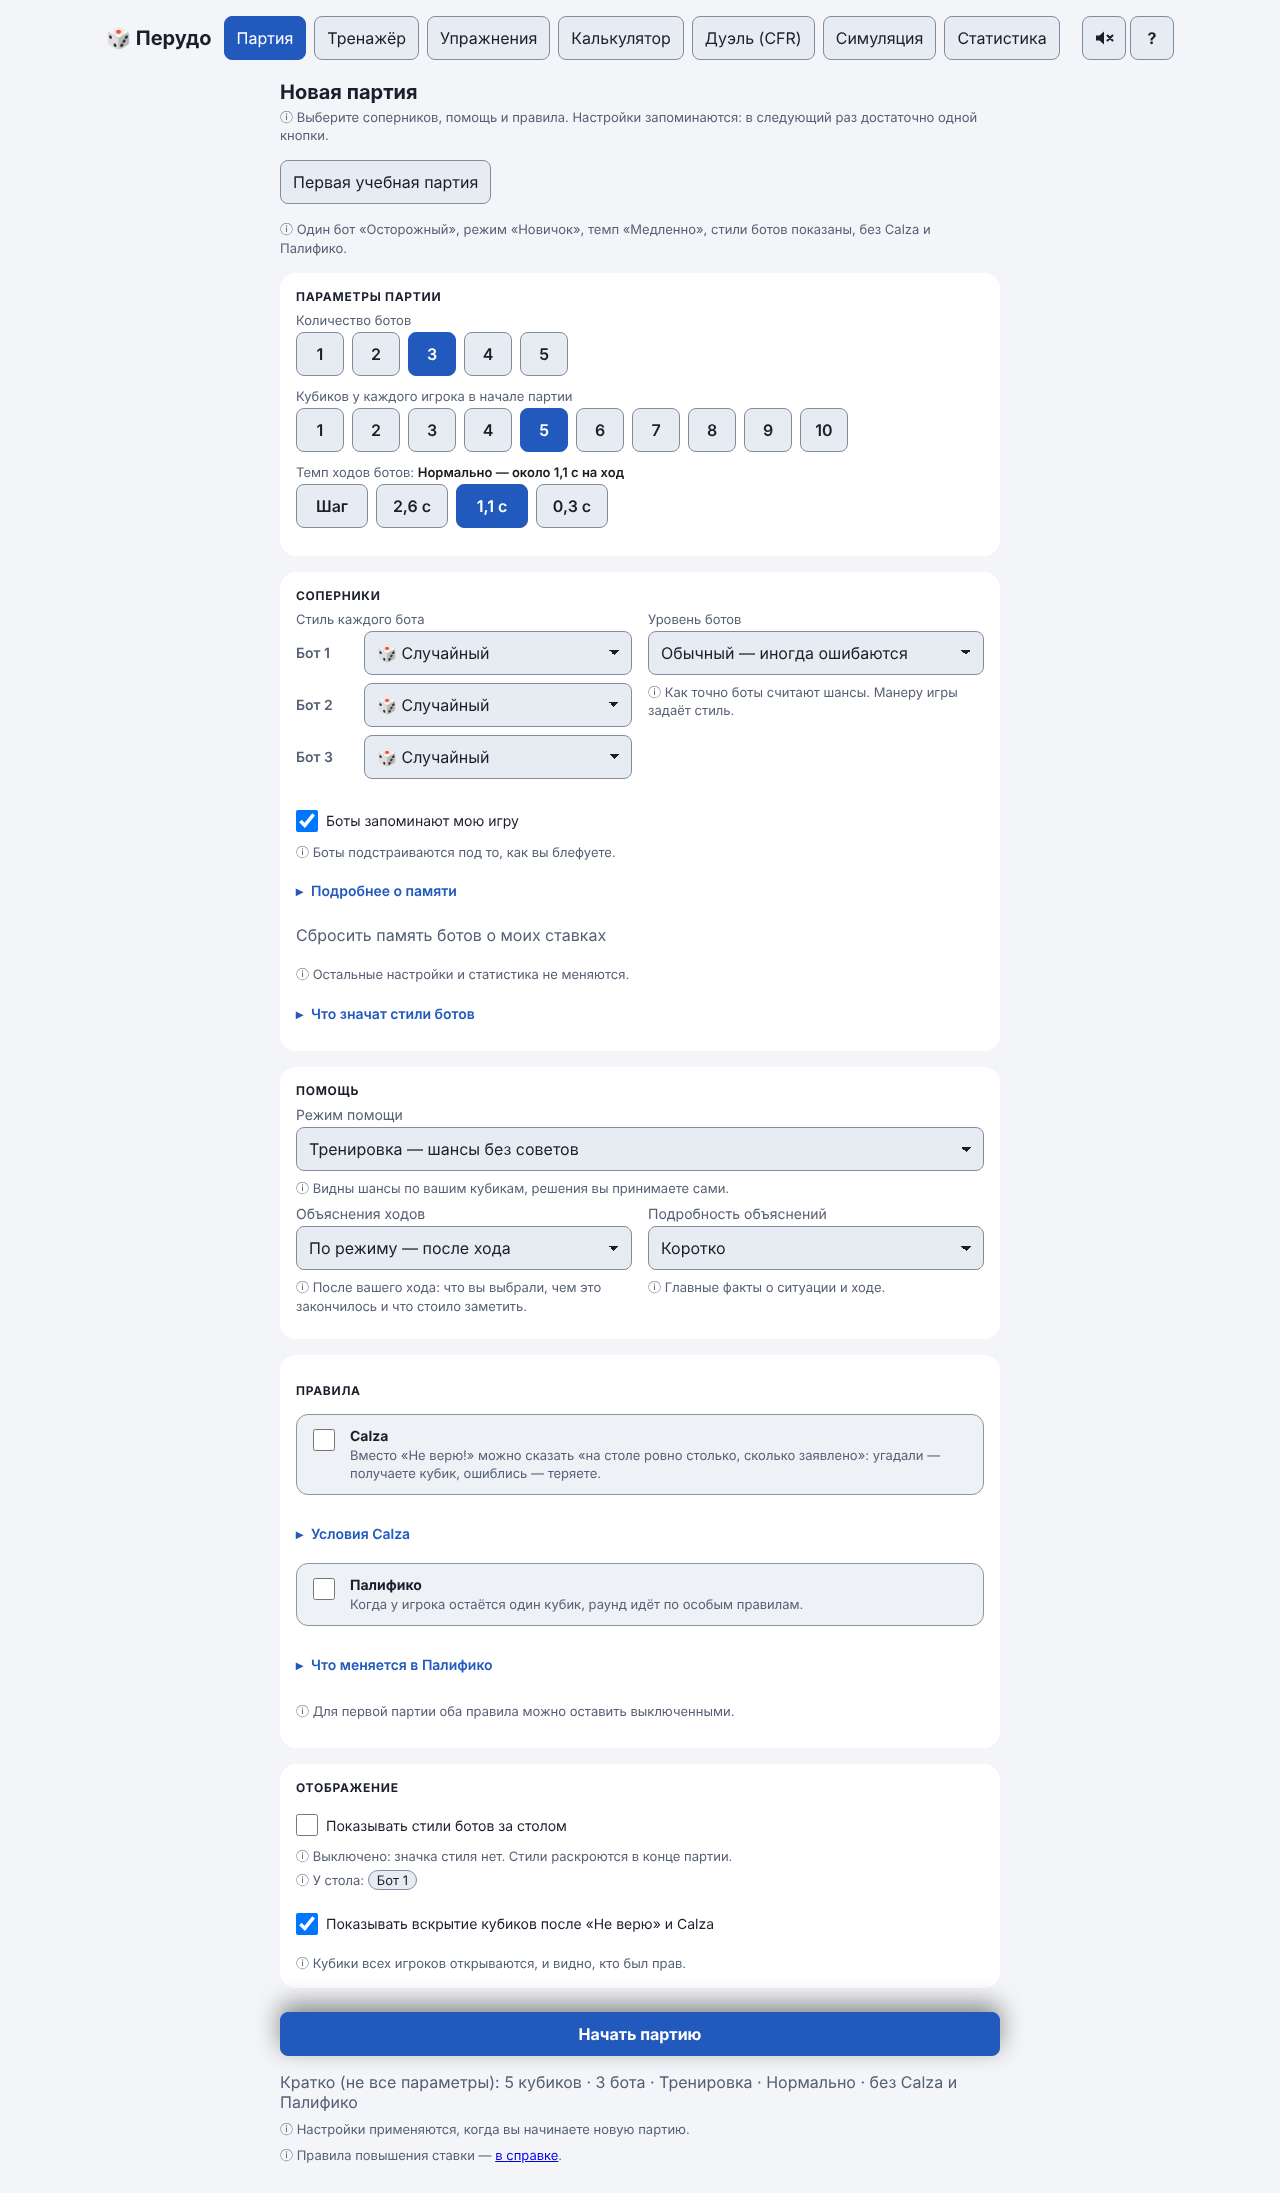 🎲 Перудо
Партия
Тренажёр
Упражнения
Калькулятор
Дуэль (CFR)
Симуляция
Статистика
?
Новая партия
ⓘ Выберите соперников, помощь и правила. Настройки запоминаются: в следующий раз достаточно одной
кнопки.
Первая учебная партия
ⓘ Один бот «Осторожный», режим «Новичок», темп «Медленно», стили ботов показаны, без Calza и
Палифико.
ПАРАМЕТРЫ ПАРТИИ
Количество ботов
1 2 3 4 5
Кубиков у каждого игрока в начале партии
1 2 3 4 5 6 7 8 9 10
Темп ходов ботов: Нормально — около 1,1 с на ход
Шаг 2,6 с 1,1 с 0,3 с
СОПЕРНИКИ
Стиль каждого бота
Бот 1 🎲 Случайный
Бот 2 🎲 Случайный
Бот 3 🎲 Случайный
Уровень ботов
Обычный — иногда ошибаются
ⓘ Как точно боты считают шансы. Манеру игры
задаёт стиль.
Боты запоминают мою игру
ⓘ Боты подстраиваются под то, как вы блефуете.
▸ Подробнее о памяти
Сбросить память ботов о моих ставках
ⓘ Остальные настройки и статистика не меняются.
▸ Что значат стили ботов
ПОМОЩЬ
Режим помощи
Тренировка — шансы без советов
ⓘ Видны шансы по вашим кубикам, решения вы принимаете сами.
Объяснения ходов
По режиму — после хода
ⓘ После вашего хода: что вы выбрали, чем это
закончилось и что стоило заметить.
Подробность объяснений
Коротко
ⓘ Главные факты о ситуации и ходе.
ПРАВИЛА
Calza
Вместо «Не верю!» можно сказать «на столе ровно столько, сколько заявлено»: угадали —
получаете кубик, ошиблись — теряете.
▸ Условия Calza
Палифико
Когда у игрока остаётся один кубик, раунд идёт по особым правилам.
▸ Что меняется в Палифико
ⓘ Для первой партии оба правила можно оставить выключенными.
ОТОБРАЖЕНИЕ
Показывать стили ботов за столом
ⓘ Выключено: значка стиля нет. Стили раскроются в конце партии.
ⓘ У стола: Бот 1
Показывать вскрытие кубиков после «Не верю» и Calza
ⓘ Кубики всех игроков открываются, и видно, кто был прав.
Начать партию
Кратко (не все параметры): 5 кубиков · 3 бота · Тренировка · Нормально · без Calza и
Палифико
ⓘ Настройки применяются, когда вы начинаете новую партию.
ⓘ Правила повышения ставки — в справке.